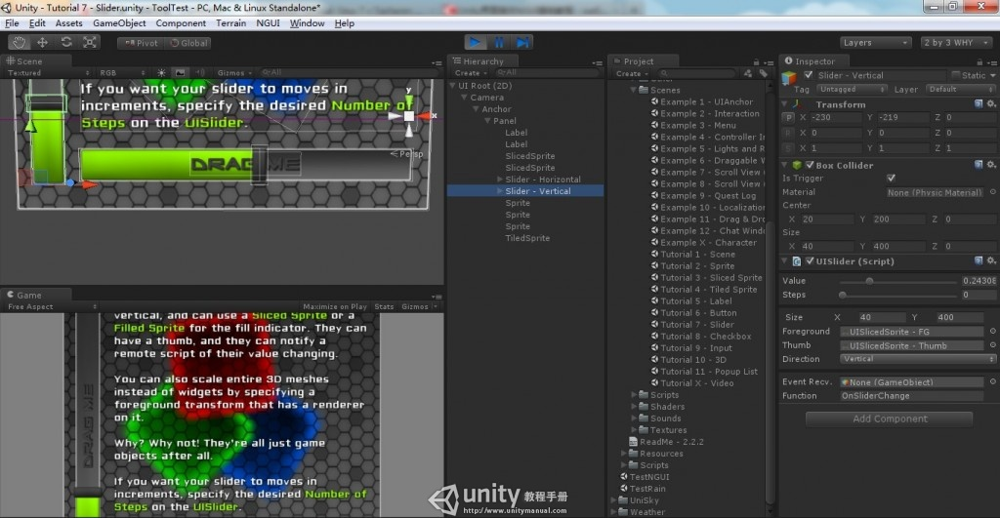 Unity - Tutorial 7 - Slider.unity - ToolTest - PC, Mac & Linux Standalone*
File Edit Assets GameObject Component Terrain NGUI Window Help
Pivot Global Layers 2 by 3 WHY
Scene
Textured RGB Gizmos All
If you want your slider to moves in
increments, specify the desired Number of
Steps on the UISlider.
y
x
Persp
DRAG ME
Game
Free Aspect Maximize on Play Stats Gizmos
vertical, and can use a Sliced Sprite or a
Filled Sprite for the fill indicator. They can
have a thumb, and they can notify a
remote script of their value changing.
You can also scale entire 3D meshes
instead of widgets by specifying a
foreground transform that has a renderer
on it.
Why? Why not! They're all just game
objects after all.
If you want your slider to moves in
increments, specify the desired Number of
Steps on the UISlider.
DRAG ME
Hierarchy
Create All
UI Root (2D)
Camera
Anchor
Panel
Label
Label
SlicedSprite
SlicedSprite
Slider - Horizontal
Slider - Vertical
Sprite
Sprite
Sprite
TiledSprite
Project
Create
Scenes
Example 1 - UIAnchor
Example 2 - Interaction
Example 3 - Menu
Example 4 - Controller In
Example 5 - Lights and R
Example 6 - Draggable W
Example 7 - Scroll View
Example 8 - Scroll View
Example 9 - Quest Log
Example 10 - Localization
Example 11 - Drag & Dro
Example 12 - Chat Wind
Example X - Character
Tutorial 1 - Scene
Tutorial 2 - Sprite
Tutorial 3 - Sliced Sprite
Tutorial 4 - Tiled Sprite
Tutorial 5 - Label
Tutorial 6 - Button
Tutorial 7 - Slider
Tutorial 8 - Checkbox
Tutorial 9 - Input
Tutorial 10 - 3D
Tutorial 11 - Popup List
Tutorial X - Video
Scripts
Shaders
Sounds
Textures
ReadMe - 2.2.2
Resources
Scripts
TestNGUI
TestRain
UniSky
Weather
Inspector
Slider - Vertical Static
Tag Untagged Layer Default
Transform
P X -230 Y -219 Z 0
R X 0 Y 0 Z 0
S X 1 Y 1 Z 1
Box Collider
Is Trigger
Material None (Physic Material)
Center
X 20 Y 200 Z 0
Size
X 40 Y 400 Z 0
UISlider (Script)
Value 0.24308
Steps 0
Size X 40 Y 400
Foreground UISlicedSprite - FG
Thumb UISlicedSprite - Thumb
Direction Vertical
Event Recv. None (GameObject)
Function OnSliderChange
Add Component
unity 教程手册
http://www.unitymanual.com